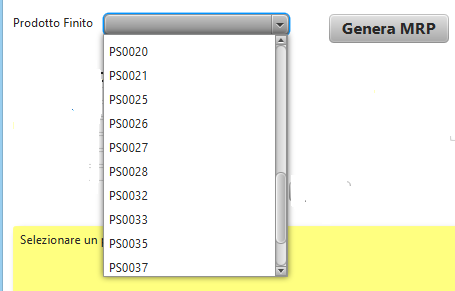 Prodotto Finito
Genera MRP
PS0020
PS0021
PS0025
PS0026
PS0027
PS0028
PS0032
PS0033
PS0035
PS0037
Selezionare un